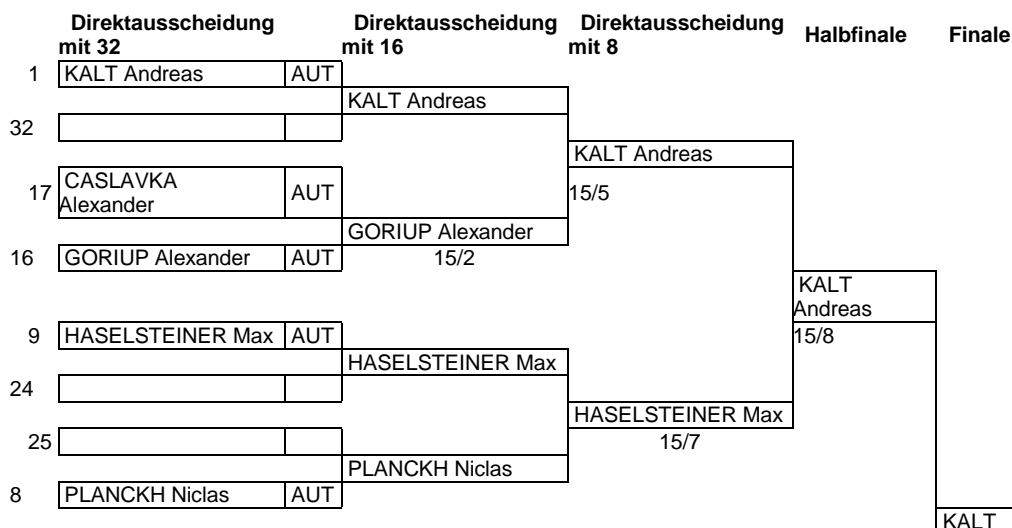 Direktausscheidung mit 32
Direktausscheidung mit 16
Direktausscheidung mit 8
Halbfinale
Finale
1 KALT Andreas AUT
KALT Andreas
32
KALT Andreas
17 CASLAVKA Alexander AUT
15/5
GORIUP Alexander
16 GORIUP Alexander AUT
15/2
KALT Andreas
9 HASELSTEINER Max AUT
15/8
HASELSTEINER Max
24
HASELSTEINER Max
25
15/7
PLANCKH Niclas
8 PLANCKH Niclas AUT
KALT